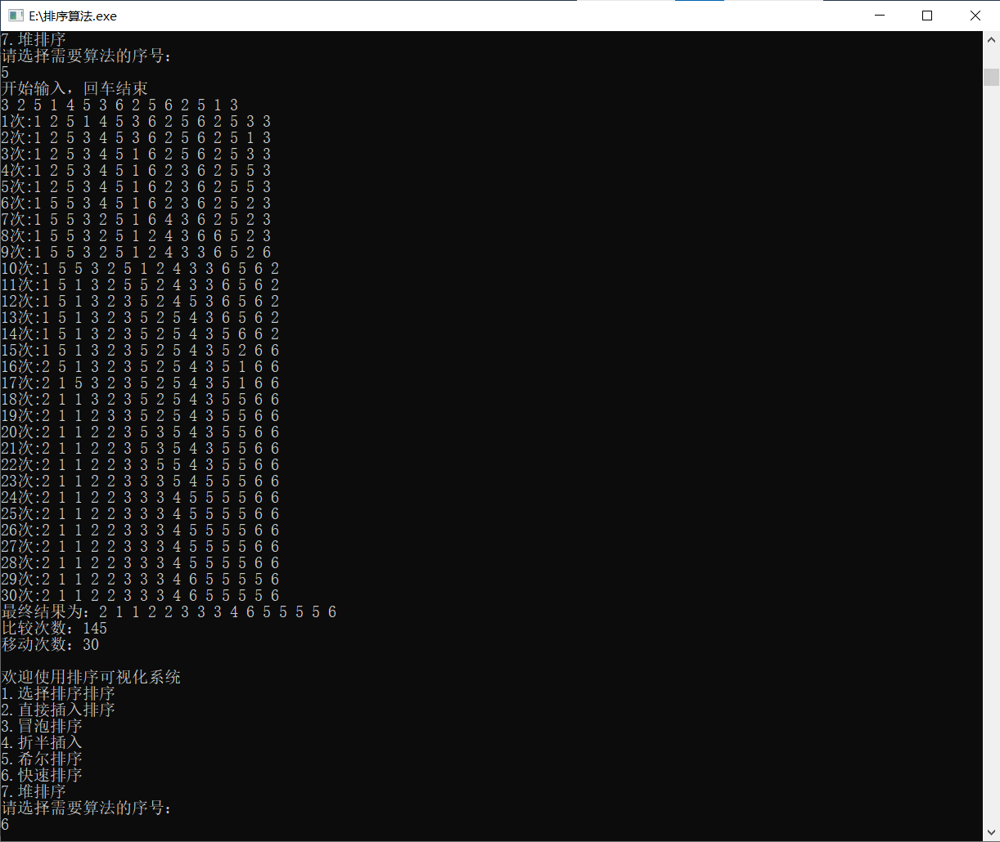 E:\排序算法.exe
7.堆排序
请选择需要算法的序号：
5
开始输入，回车结束
3 2 5 1 4 5 3 6 2 5 6 2 5 1 3
1次:1 2 5 1 4 5 3 6 2 5 6 2 5 3 3
2次:1 2 5 3 4 5 3 6 2 5 6 2 5 1 3
3次:1 2 5 3 4 5 1 6 2 5 6 2 5 3 3
4次:1 2 5 3 4 5 1 6 2 3 6 2 5 5 3
5次:1 2 5 3 4 5 1 6 2 3 6 2 5 5 3
6次:1 5 5 3 4 5 1 6 2 3 6 2 5 2 3
7次:1 5 5 3 2 5 1 6 4 3 6 2 5 2 3
8次:1 5 5 3 2 5 1 2 4 3 6 6 5 2 3
9次:1 5 5 3 2 5 1 2 4 3 3 6 5 2 6
10次:1 5 5 3 2 5 1 2 4 3 3 6 5 6 2
11次:1 5 1 3 2 5 5 2 4 3 3 6 5 6 2
12次:1 5 1 3 2 3 5 2 4 5 3 6 5 6 2
13次:1 5 1 3 2 3 5 2 5 4 3 6 5 6 2
14次:1 5 1 3 2 3 5 2 5 4 3 5 6 6 2
15次:1 5 1 3 2 3 5 2 5 4 3 5 2 6 6
16次:2 5 1 3 2 3 5 2 5 4 3 5 1 6 6
17次:2 1 5 3 2 3 5 2 5 4 3 5 1 6 6
18次:2 1 1 3 2 3 5 2 5 4 3 5 5 6 6
19次:2 1 1 2 3 3 5 2 5 4 3 5 5 6 6
20次:2 1 1 2 2 3 5 3 5 4 3 5 5 6 6
21次:2 1 1 2 2 3 5 3 5 4 3 5 5 6 6
22次:2 1 1 2 2 3 3 5 5 4 3 5 5 6 6
23次:2 1 1 2 2 3 3 3 5 4 5 5 5 6 6
24次:2 1 1 2 2 3 3 3 4 5 5 5 5 6 6
25次:2 1 1 2 2 3 3 3 4 5 5 5 5 6 6
26次:2 1 1 2 2 3 3 3 4 5 5 5 5 6 6
27次:2 1 1 2 2 3 3 3 4 5 5 5 5 6 6
28次:2 1 1 2 2 3 3 3 4 5 5 5 5 6 6
29次:2 1 1 2 2 3 3 3 4 6 5 5 5 5 6
30次:2 1 1 2 2 3 3 3 4 6 5 5 5 5 6
最终结果为：2 1 1 2 2 3 3 3 4 6 5 5 5 5 6
比较次数：145
移动次数：30
欢迎使用排序可视化系统
1.选择排序排序
2.直接插入排序
3.冒泡排序
4.折半插入
5.希尔排序
6.快速排序
7.堆排序
请选择需要算法的序号：
6